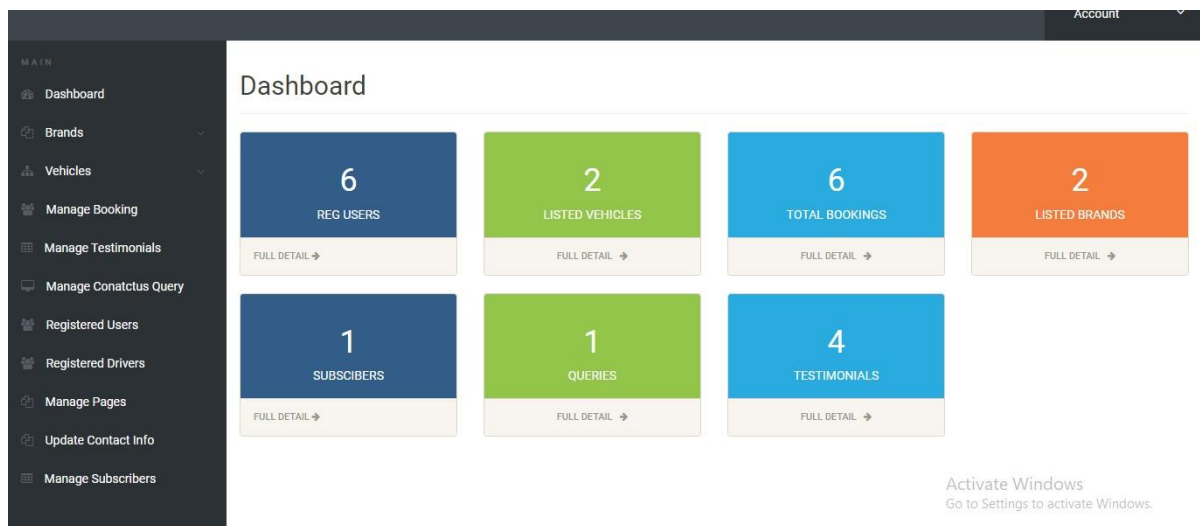 Account
MAIN
Dashboard
Brands
Vehicles
Manage Booking
Manage Testimonials
Manage Conatctus Query
Registered Users
Registered Drivers
Manage Pages
Update Contact Info
Manage Subscribers
Dashboard
6
REG USERS
FULL DETAIL
2
LISTED VEHICLES
FULL DETAIL
6
TOTAL BOOKINGS
FULL DETAIL
2
LISTED BRANDS
FULL DETAIL
1
SUBSCIBERS
FULL DETAIL
1
QUERIES
FULL DETAIL
4
TESTIMONIALS
FULL DETAIL
Activate Windows
Go to Settings to activate Windows.